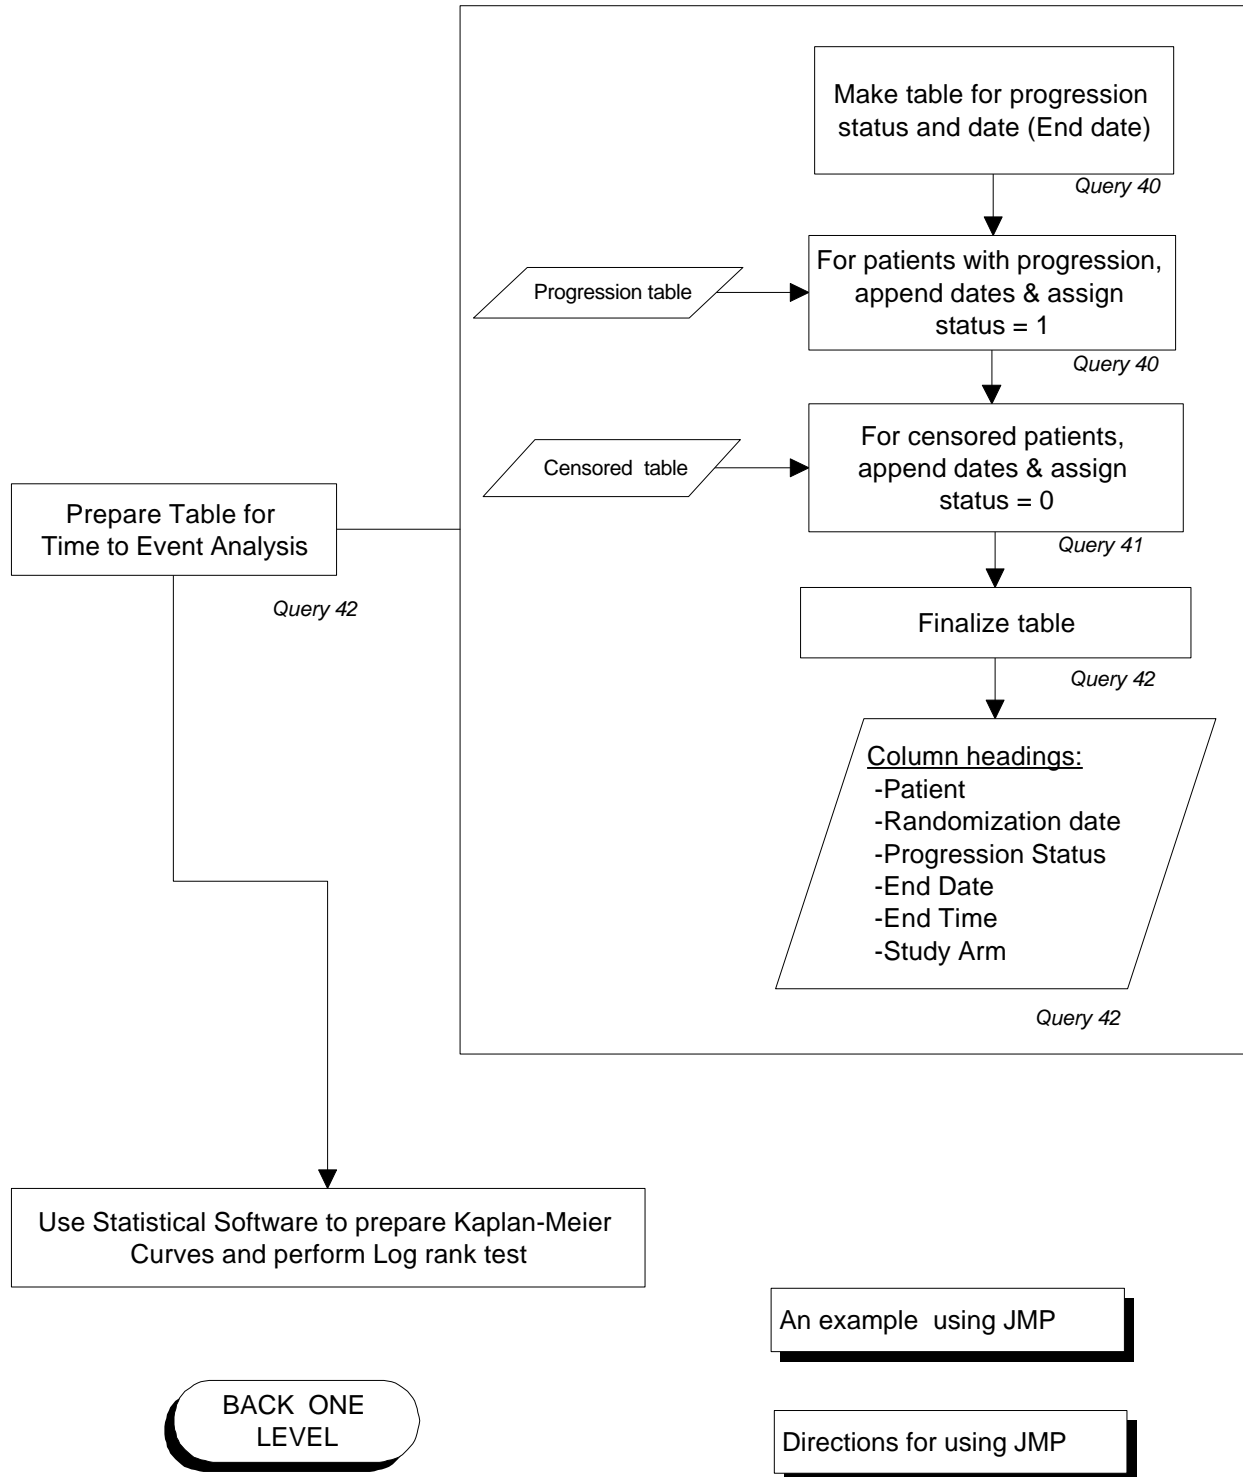 Make table for progression
status and date (End date)
Query 40
For patients with progression,
append dates & assign
status = 1
Progression table
Query 40
For censored patients,
append dates & assign
status = 0
Censored table
Query 41
Prepare Table for
Time to Event Analysis
Query 42
Finalize table
Query 42
Column headings:
-Patient
-Randomization date
-Progression Status
-End Date
-End Time
-Study Arm
Query 42
Use Statistical Software to prepare Kaplan-Meier
Curves and perform Log rank test
An example using JMP
BACK ONE
LEVEL
Directions for using JMP